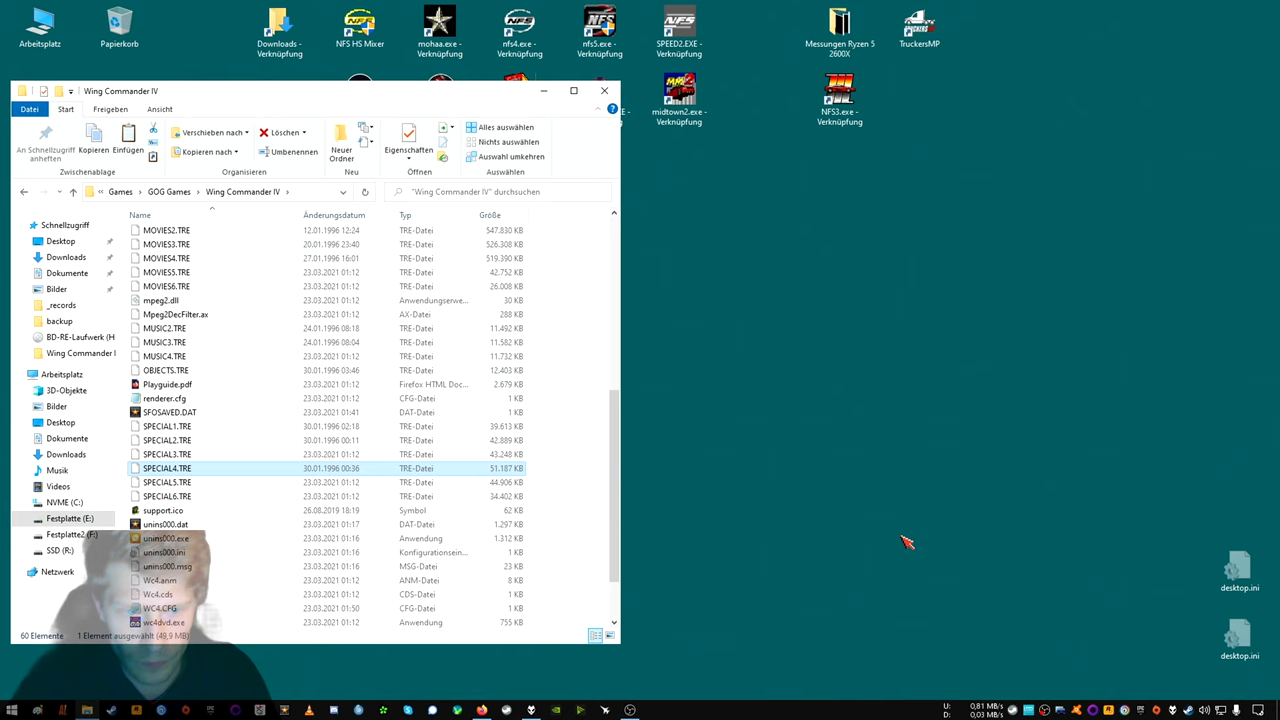 Arbeitsplatz
Papierkorb
Downloads -
Verknüpfung
NFS HS Mixer
mohaa.exe -
Verknüpfung
nfs4.exe -
Verknüpfung
nfs5.exe -
Verknüpfung
SPEED2.EXE -
Verknüpfung
Messungen Ryzen 5
2600X
TruckersMP
midtown2.exe -
Verknüpfung
NFS3.exe -
Verknüpfung
Wing Commander IV
Datei Start Freigeben Ansicht
An Schnellzugriff
anheften
Kopieren
Einfügen
Verschieben nach
Kopieren nach
Löschen
Umbenennen
Neuer
Ordner
Eigenschaften
Alles auswählen
Nichts auswählen
Auswahl umkehren
Zwischenablage Organisieren Neu Öffnen Auswählen
« Games › GOG Games › Wing Commander IV ›
"Wing Commander IV" durchsuchen
Schnellzugriff
Desktop
Downloads
Dokumente
Bilder
_records
backup
BD-RE-Laufwerk (H
Wing Commander I
Arbeitsplatz
3D-Objekte
Bilder
Desktop
Dokumente
Downloads
Musik
Videos
NVME (C:)
Festplatte (E:)
Festplatte2 (F:)
SSD (R:)
Netzwerk
Name Änderungsdatum Typ Größe
MOVIES2.TRE 12.01.1996 12:24 TRE-Datei 547.830 KB
MOVIES3.TRE 20.01.1996 23:40 TRE-Datei 526.308 KB
MOVIES4.TRE 27.01.1996 16:01 TRE-Datei 519.390 KB
MOVIES5.TRE 23.03.2021 01:12 TRE-Datei 42.752 KB
MOVIES6.TRE 23.03.2021 01:12 TRE-Datei 26.008 KB
mpeg2.dll 23.03.2021 01:12 Anwendungserwe... 30 KB
Mpeg2DecFilter.ax 23.03.2021 01:12 AX-Datei 288 KB
MUSIC2.TRE 24.01.1996 08:18 TRE-Datei 11.492 KB
MUSIC3.TRE 24.01.1996 08:04 TRE-Datei 11.582 KB
MUSIC4.TRE 23.03.2021 01:12 TRE-Datei 11.732 KB
OBJECTS.TRE 30.01.1996 03:46 TRE-Datei 12.403 KB
Playguide.pdf 23.03.2021 01:12 Firefox HTML Doc... 2.679 KB
renderer.cfg 23.03.2021 01:12 CFG-Datei 1 KB
SFOSAVED.DAT 23.03.2021 01:41 DAT-Datei 1 KB
SPECIAL1.TRE 30.01.1996 02:18 TRE-Datei 39.613 KB
SPECIAL2.TRE 30.01.1996 00:11 TRE-Datei 42.889 KB
SPECIAL3.TRE 23.03.2021 01:12 TRE-Datei 43.248 KB
SPECIAL4.TRE 30.01.1996 00:36 TRE-Datei 51.187 KB
SPECIAL5.TRE 23.03.2021 01:12 TRE-Datei 44.906 KB
SPECIAL6.TRE 23.03.2021 01:12 TRE-Datei 34.402 KB
support.ico 26.08.2019 18:19 Symbol 62 KB
unins000.dat 23.03.2021 01:17 DAT-Datei 1.297 KB
unins000.exe 23.03.2021 01:16 Anwendung 1.312 KB
unins000.ini 23.03.2021 01:16 Konfigurationsein... 1 KB
unins000.msg 23.03.2021 01:16 MSG-Datei 23 KB
Wc4.anm 23.03.2021 01:12 ANM-Datei 8 KB
Wc4.cds 23.03.2021 01:12 CDS-Datei 1 KB
WC4.CFG 23.03.2021 01:50 CFG-Datei 1 KB
wc4dvd.exe 23.03.2021 01:12 Anwendung 755 KB
60 Elemente 1 Element ausgewählt (49,9 MB)
desktop.ini
desktop.ini
U: 0,81 MB/s
D: 0,03 MB/s